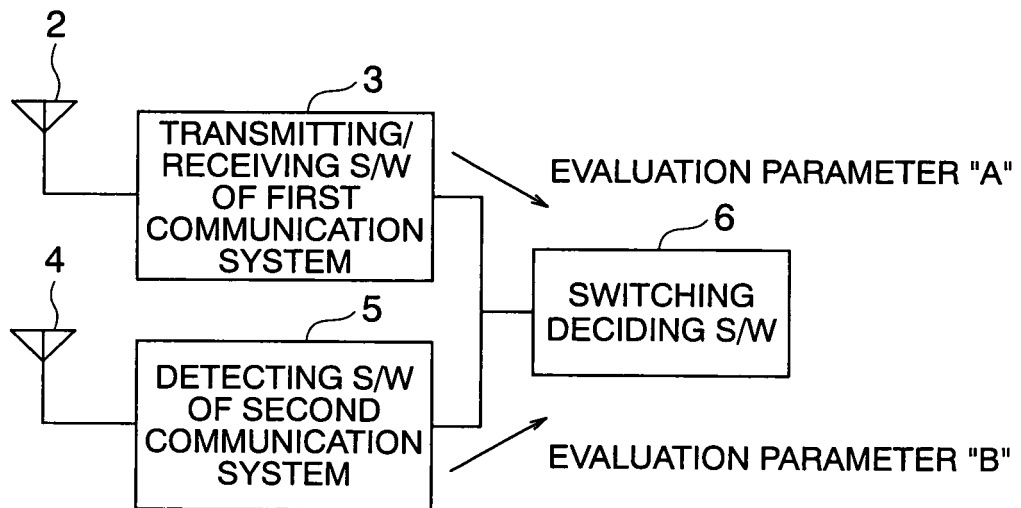 2
3
TRANSMITTING/
RECEIVING S/W
OF FIRST
COMMUNICATION
SYSTEM
EVALUATION PARAMETER "A"
6
SWITCHING
DECIDING S/W
4
5
DETECTING S/W
OF SECOND
COMMUNICATION
SYSTEM
EVALUATION PARAMETER "B"